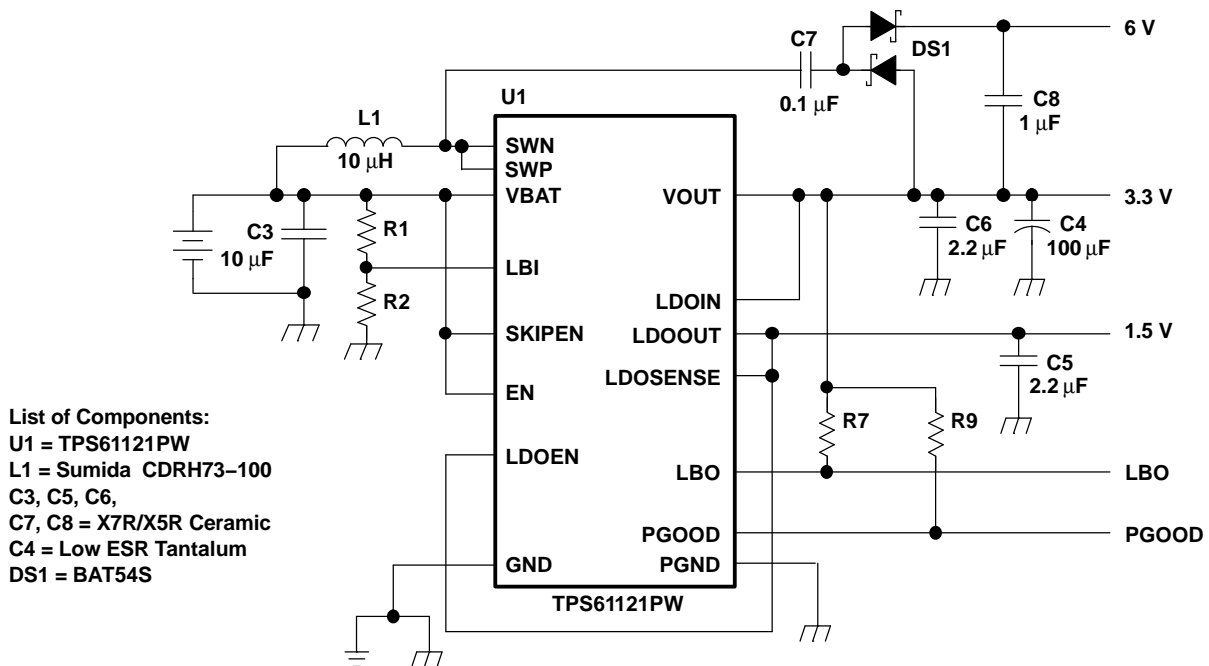 6 V
C7
DS1
0.1 μF
U1
C8
1 μF
L1
10 μH
SWN
SWP
VBAT
VOUT
3.3 V
C3
10 μF
R1
C6
2.2 μF
C4
100 μF
LBI
R2
LDOIN
SKIPEN
LDOOUT
1.5 V
LDOSENSE
C5
2.2 μF
EN
R7
R9
List of Components:
U1 = TPS61121PW
L1 = Sumida CDRH73–100
C3, C5, C6,
C7, C8 = X7R/X5R Ceramic
C4 = Low ESR Tantalum
DS1 = BAT54S
LDOEN
LBO
LBO
PGOOD
PGOOD
GND
PGND
TPS61121PW